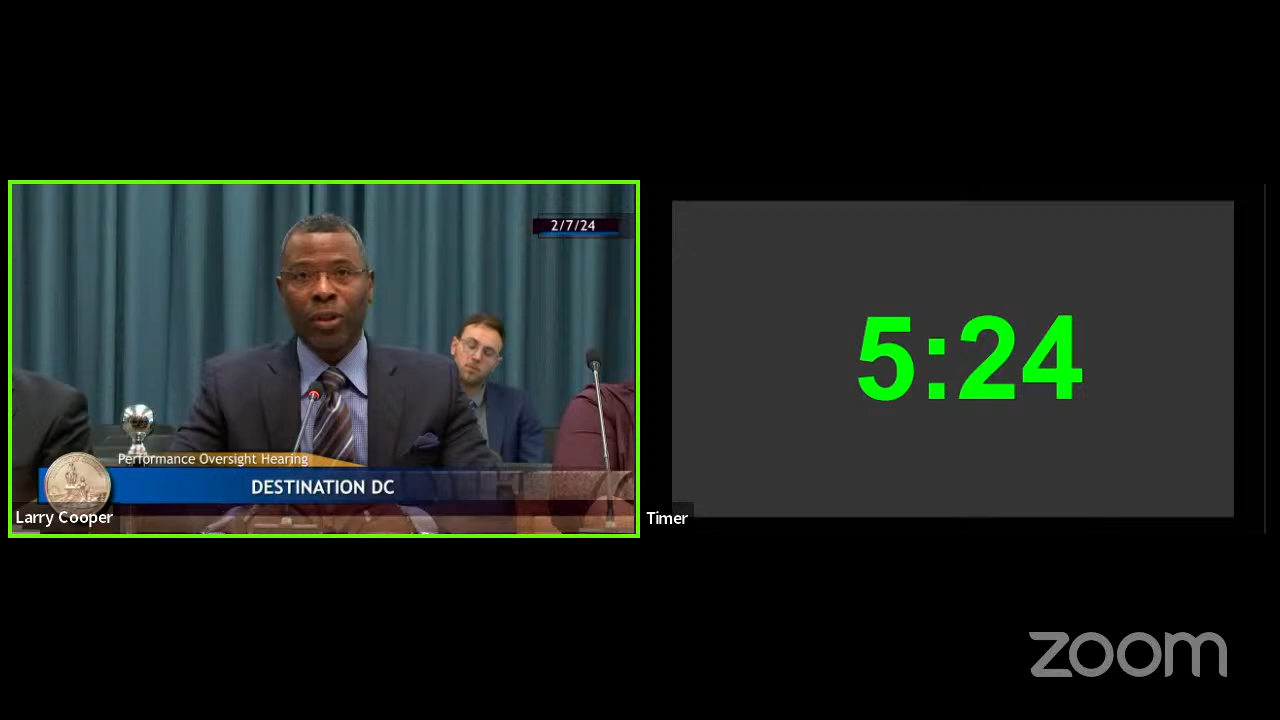 2/7/24
Performance Oversight Hearing
DESTINATION DC
Larry Cooper
5:24
Timer
zoom